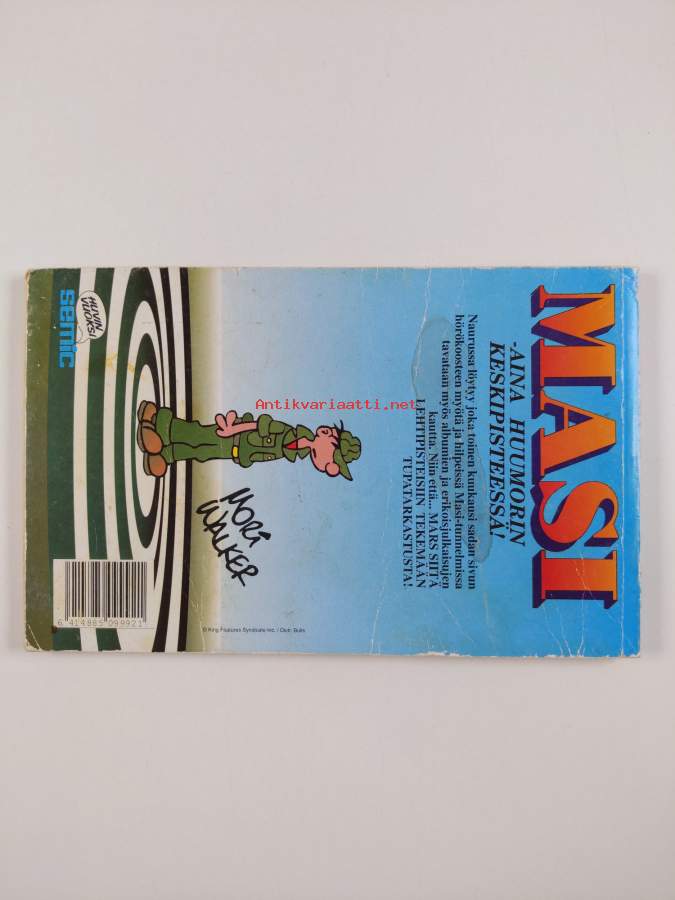 MASI
-AINA HUUMORIN
KESKIPISTEESSÄ!
Naurussa löytyy joka toinen kuukausi sadan sivun
hörökoosteen myötä ja hilpeissä Masi-tunnelmissa
tavataan myös albumien ja erikoisjulkaisujen
kautta. Niin että... MARS SIITÄ
LEHTIPISTEISIIN TEKEMÄÄN
TUPATARKASTUSTA!
Antikvariaatti.net
MORT
WALKER
© King Features Syndicate Inc. / Distr. Bulls
HUVIN
VUOKSI
semic
6 414885 099921